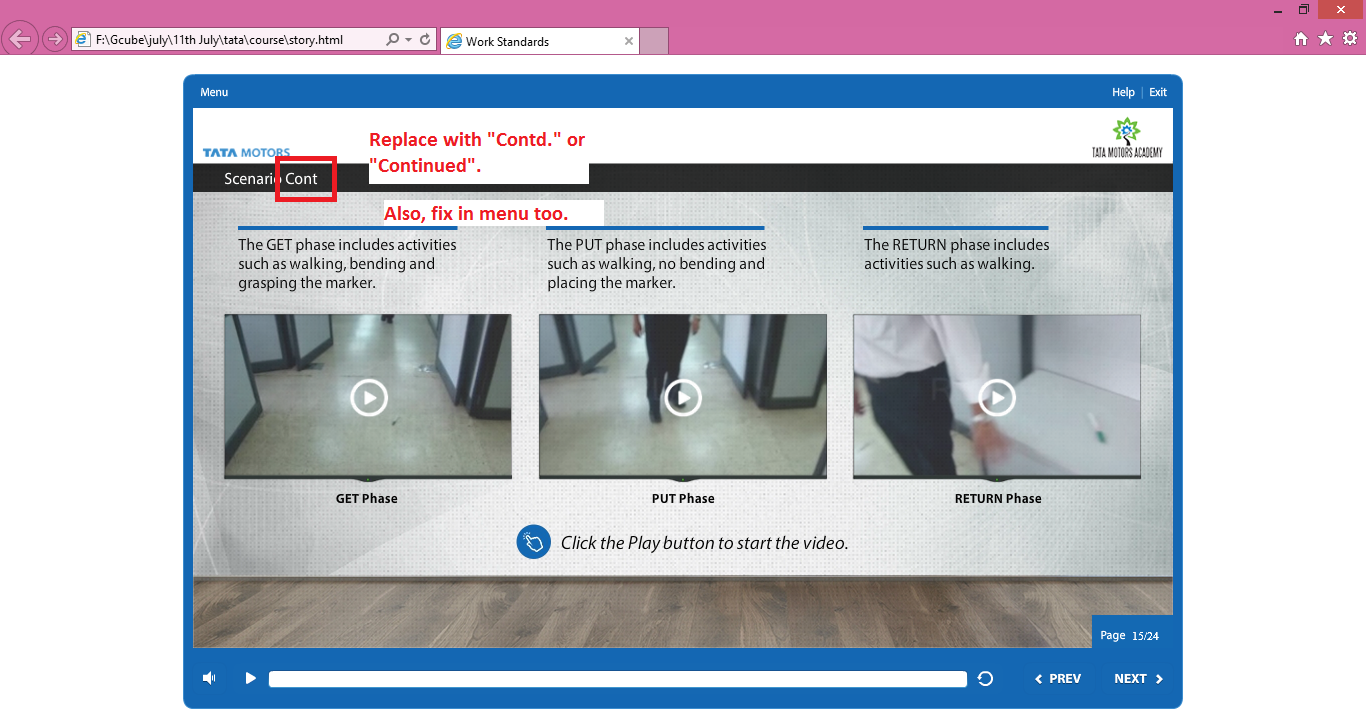 F:\Gcube\july\11th July\tata\course\story.html
Work Standards
Menu
Help | Exit
Replace with "Contd." or
"Continued".
TATA MOTORS
TATA MOTORS ACADEMY
Scenario Cont
Also, fix in menu too.
The GET phase includes activities
such as walking, bending and
grasping the marker.
The PUT phase includes activities
such as walking, no bending and
placing the marker.
The RETURN phase includes
activities such as walking.
GET Phase
PUT Phase
RETURN Phase
Click the Play button to start the video.
Page 15/24
PREV
NEXT